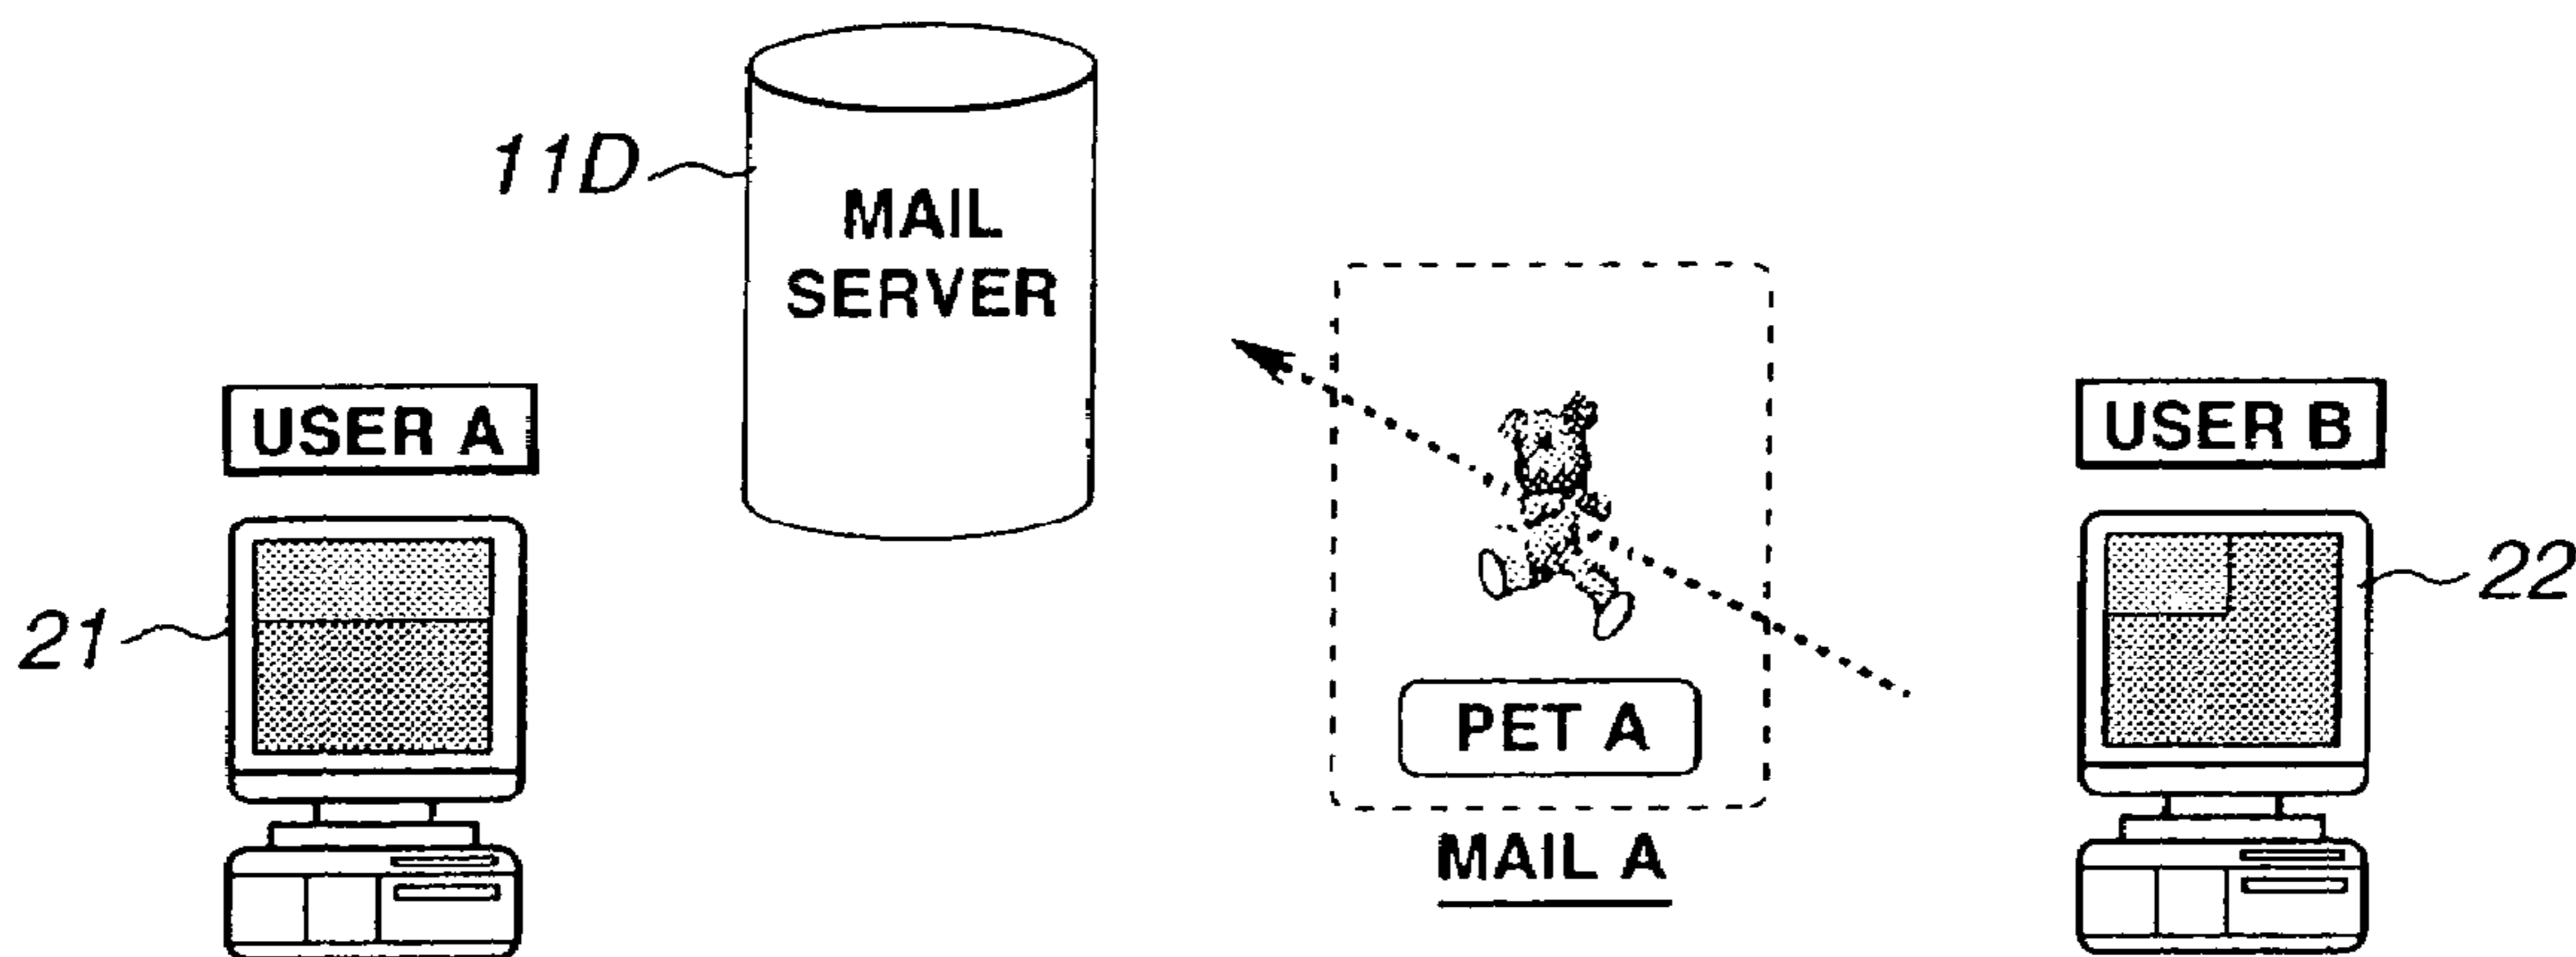 11D
MAIL
SERVER
USER A
USER B
21
22
PET A
MAIL A